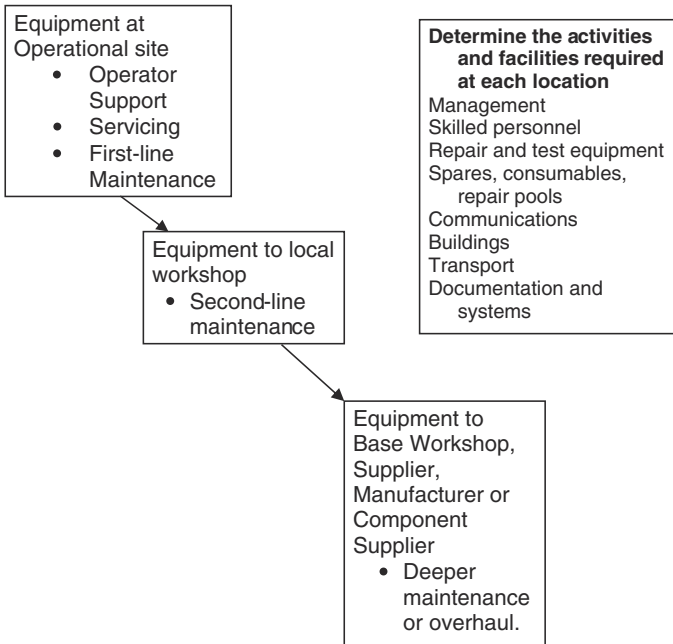 Equipment at
Operational site
• Operator
Support
• Servicing
• First-line
Maintenance
Determine the activities
and facilities required
at each location
Management
Skilled personnel
Repair and test equipment
Spares, consumables,
repair pools
Communications
Buildings
Transport
Documentation and
systems
Equipment to local
workshop
• Second-line
maintenance
Equipment to
Base Workshop,
Supplier,
Manufacturer or
Component
Supplier
• Deeper
maintenance
or overhaul.